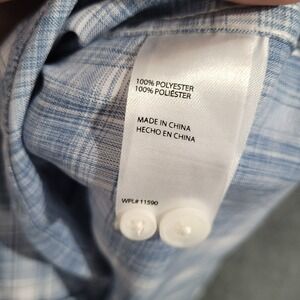 100% POLYESTER
100% POLIÉSTER
MADE IN CHINA
HECHO EN CHINA
WPL# 11590